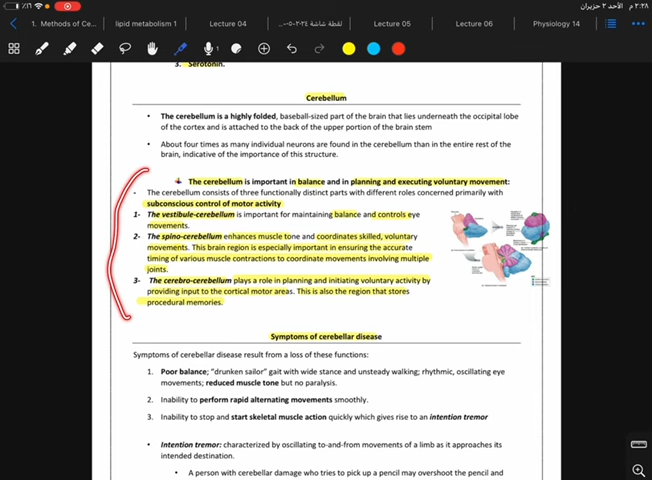 ٢:٣٨ م الأحد ٢ حزيران
1. Methods of Ce...
lipid metabolism 1
Lecture 04
لقطة شاشة ٢٠٢٤-٠٥-...
Lecture 05
Lecture 06
Physiology 14
1
3. Serotonin.
Cerebellum
• The cerebellum is a highly folded, baseball-sized part of the brain that lies underneath the occipital lobe
of the cortex and is attached to the back of the upper portion of the brain stem
• About four times as many individual neurons are found in the cerebellum than in the entire rest of the
brain, indicative of the importance of this structure.
The cerebellum is important in balance and in planning and executing voluntary movement:
- The cerebellum consists of three functionally distinct parts with different roles concerned primarily with
subconscious control of motor activity
1- The vestibule-cerebellum is important for maintaining balance and controls eye
movements.
2- The spino-cerebellum enhances muscle tone and coordinates skilled, voluntary
movements. This brain region is especially important in ensuring the accurate
timing of various muscle contractions to coordinate movements involving multiple
joints.
3- The cerebro-cerebellum plays a role in planning and initiating voluntary activity by
providing input to the cortical motor areas. This is also the region that stores
procedural memories.
Symptoms of cerebellar disease
Symptoms of cerebellar disease result from a loss of these functions:
1. Poor balance; "drunken sailor" gait with wide stance and unsteady walking; rhythmic, oscillating eye
movements; reduced muscle tone but no paralysis.
2. Inability to perform rapid alternating movements smoothly.
3. Inability to stop and start skeletal muscle action quickly which gives rise to an intention tremor
• Intention tremor: characterized by oscillating to-and-from movements of a limb as it approaches its
intended destination.
• A person with cerebellar damage who tries to pick up a pencil may overshoot the pencil and